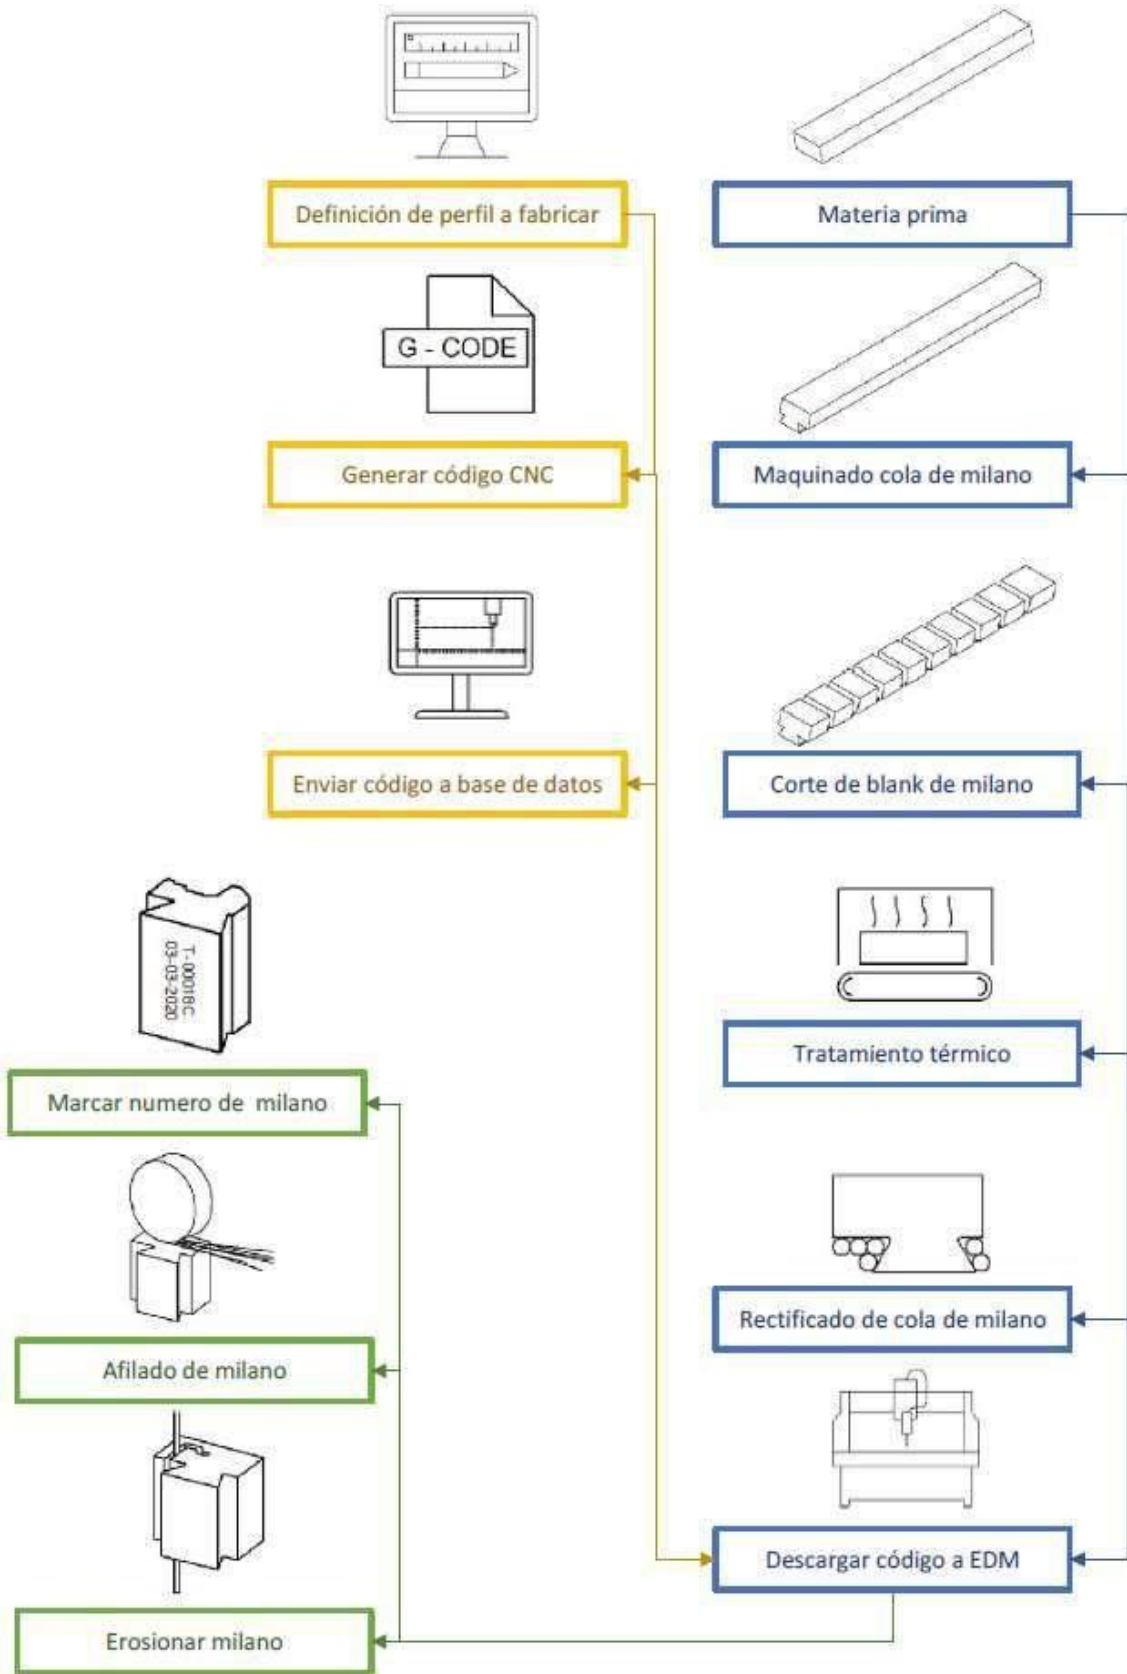 Definición de perfil a fabricar
Materia prima
G - CODE
Generar código CNC
Maquinado cola de milano
Enviar código a base de datos
Corte de blank de milano
T-0001BC
03-03-2020
Tratamiento térmico
Marcar numero de milano
Rectificado de cola de milano
Afilado de milano
Descargar código a EDM
Erosionar milano